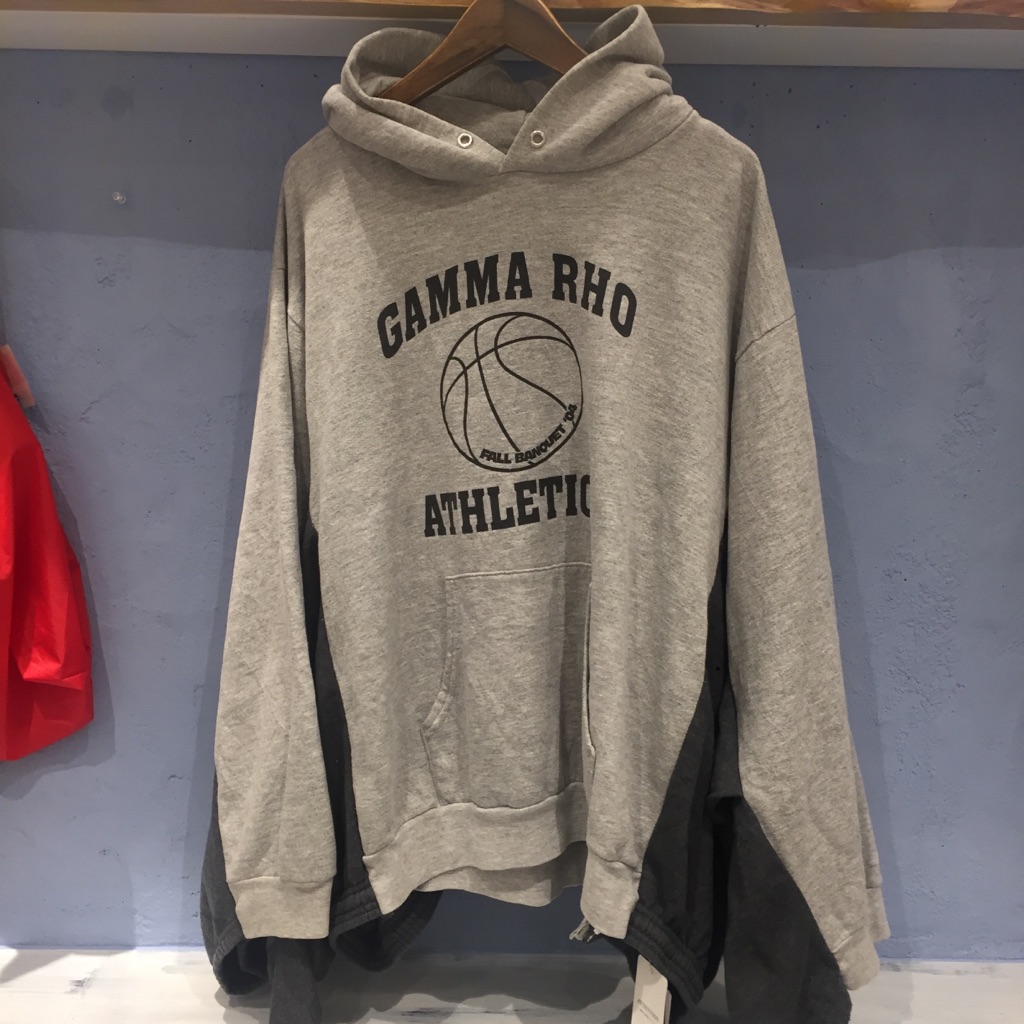 GAMMA RHO
FALL BANQUET '04
ATHLETIC